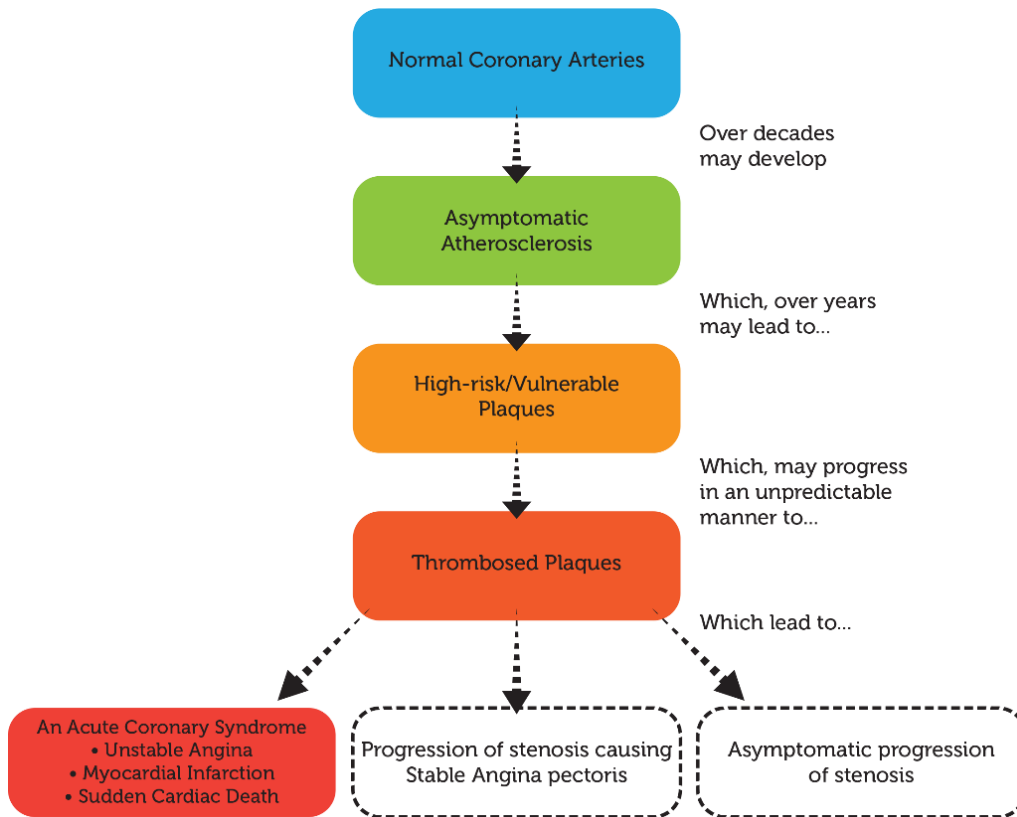 Normal Coronary Arteries
Over decades
may develop
Asymptomatic
Atherosclerosis
Which, over years
may lead to...
High-risk/Vulnerable
Plaques
Which, may progress
in an unpredictable
manner to...
Thrombosed Plaques
Which lead to...
An Acute Coronary Syndrome
• Unstable Angina
• Myocardial Infarction
• Sudden Cardiac Death
Progression of stenosis causing
Stable Angina pectoris
Asymptomatic progression
of stenosis